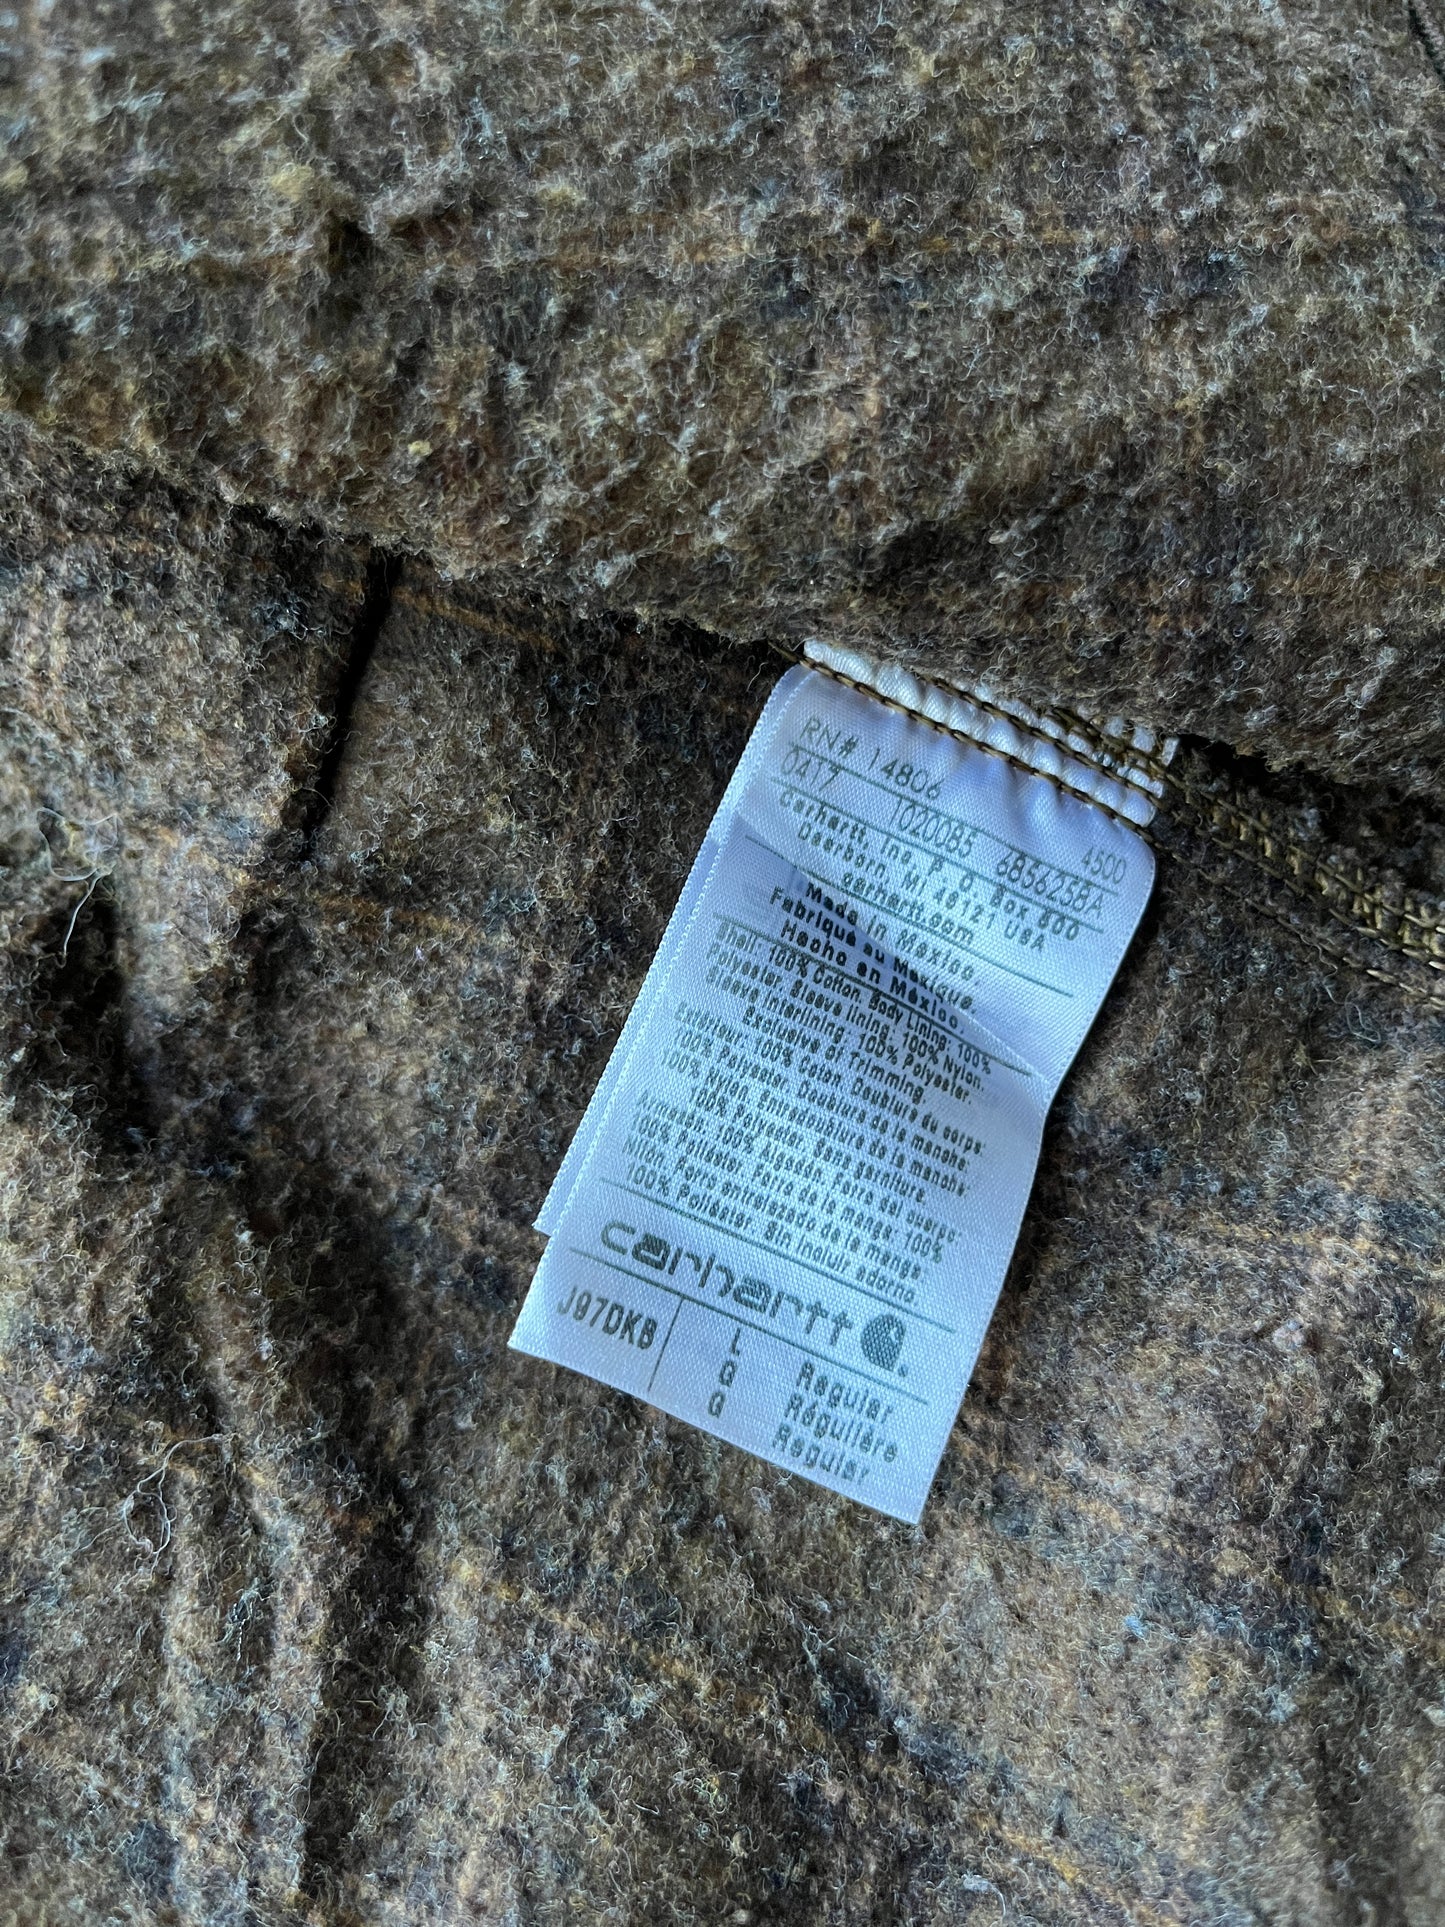 RN# 14806
0417 1020085 6856258A 4500
Carhartt, Inc. P.O. Box 600
Dearborn, MI 48121 USA
carhartt.com
Made in Mexico.
Fabriqué au Mexique.
Hecho en México.
Shell: 100% Cotton. Body Lining: 100%
Polyester. Sleeve lining: 100% Nylon.
Sleeve Interlining: 100% Polyester.
Exclusive of Trimming.
Extérieur: 100% Coton. Doublure du corps:
100% Polyester. Doublure de la manche:
100% Nylon. Entredoublure de la manche:
100% Polyester. Sans garniture.
Armazón: 100% Algodón. Forro del cuerpo:
100% Poliester. Forro de la manga: 100%
Nilón. Forro entrelazado de la manga:
100% Poliester. Sin incluir adorno.
carhartt
J97DKB L Regular
G Régulière
G Regular